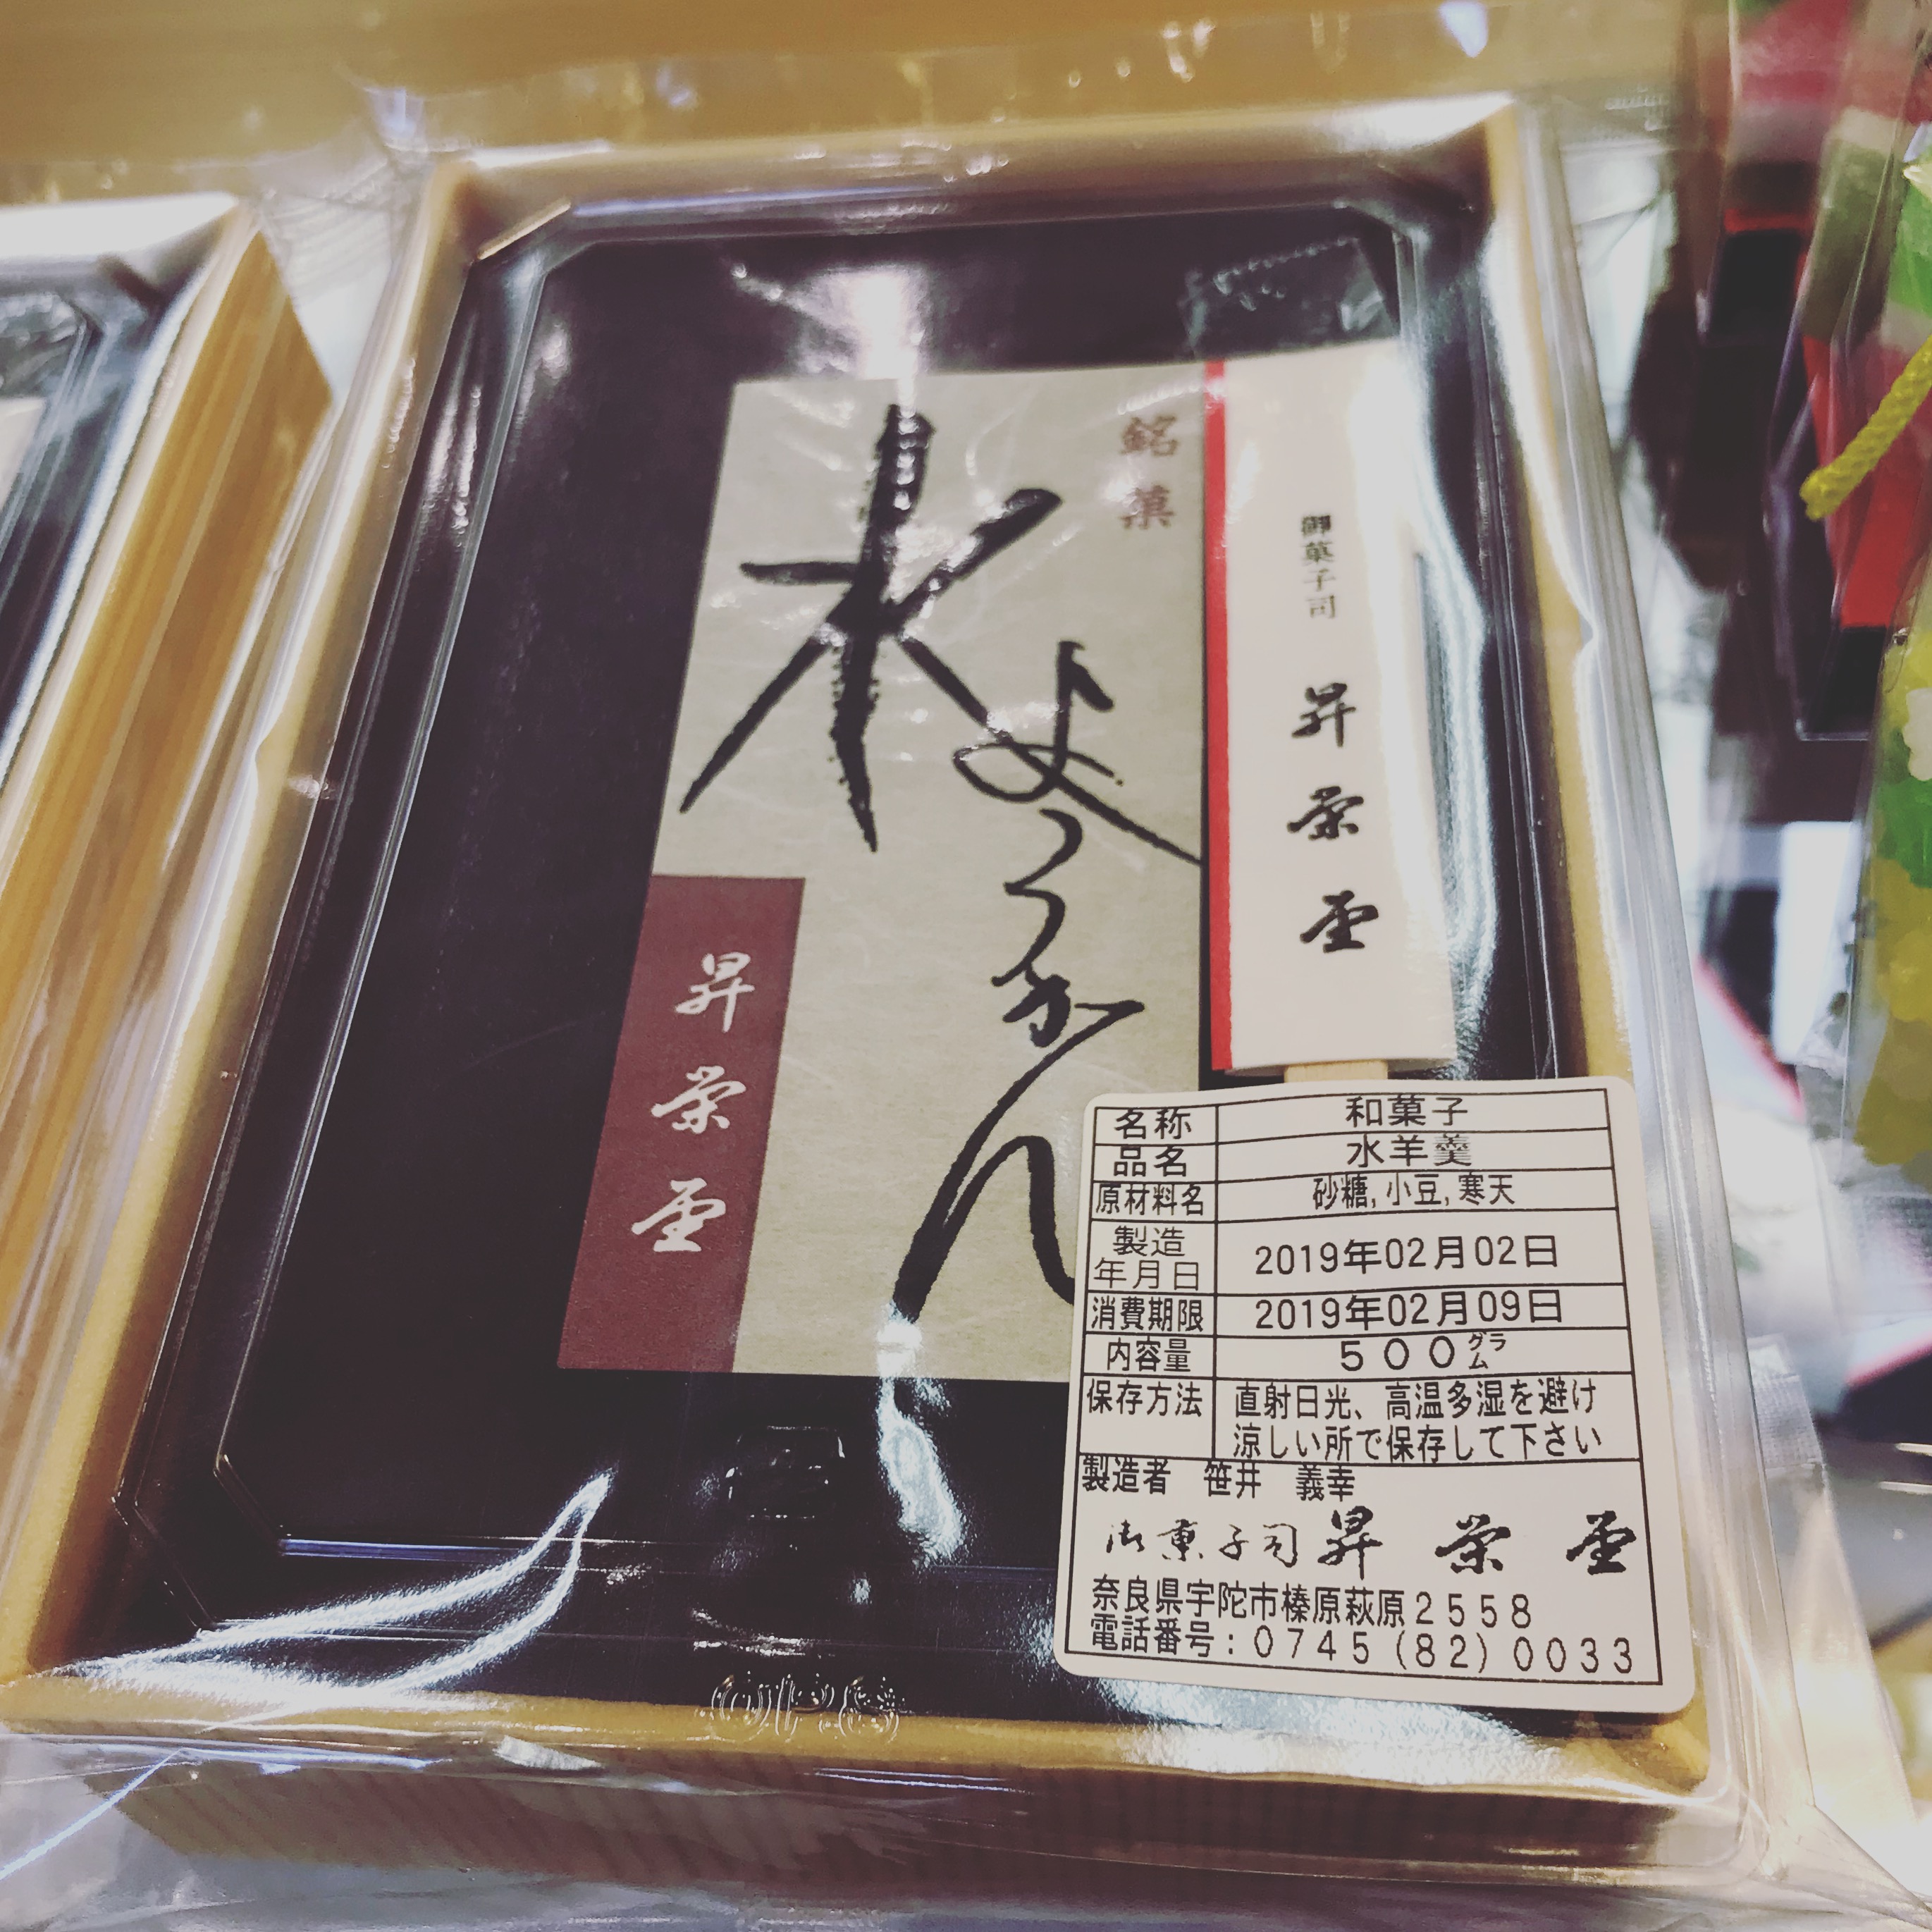 銘菓
水ようかん
昇栄堂
御菓子司 昇栄堂
名称 和菓子
品名 水羊羹
原材料名 砂糖,小豆,寒天
製造
年月日 2019年02月02日
消費期限 2019年02月09日
内容量 500グラム
保存方法 直射日光、高温多湿を避け
涼しい所で保存して下さい
製造者 笹井 義幸
御菓子司 昇栄堂
奈良県宇陀市榛原萩原2558
電話番号:0745(82)0033
OPS